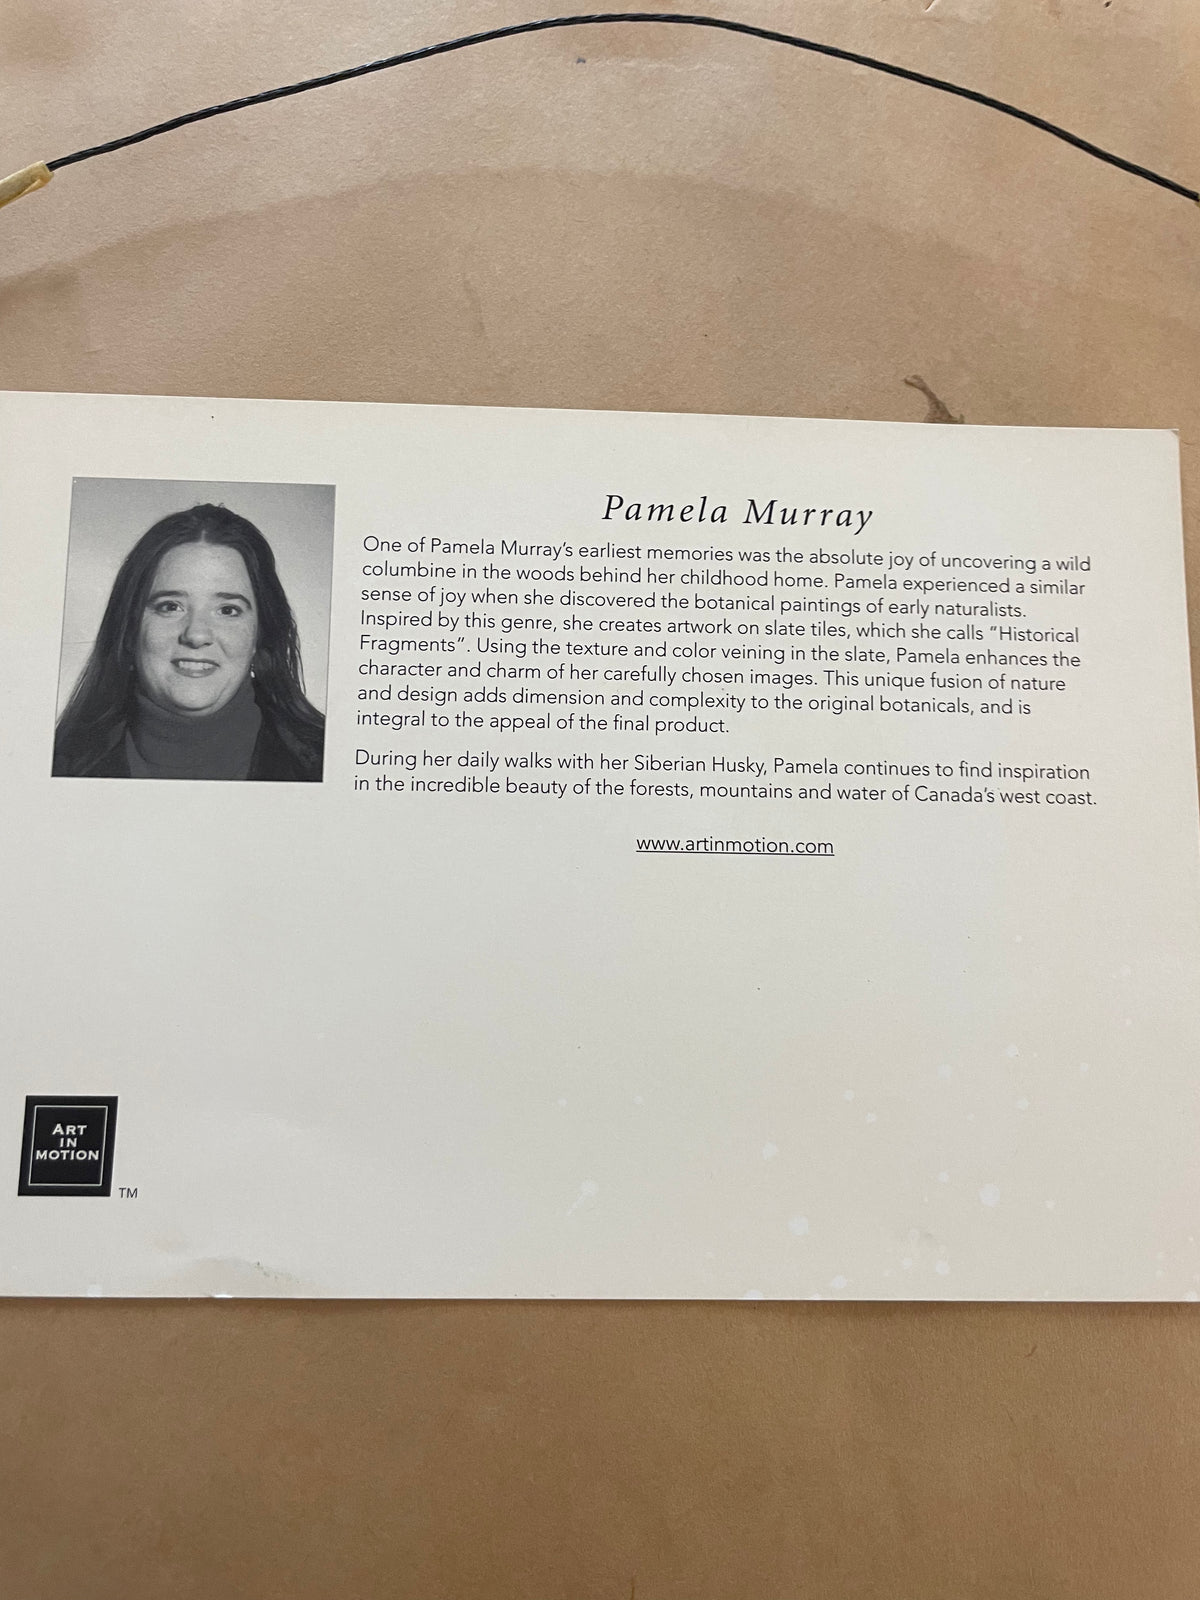 Pamela Murray
One of Pamela Murray's earliest memories was the absolute joy of uncovering a wild
columbine in the woods behind her childhood home. Pamela experienced a similar
sense of joy when she discovered the botanical paintings of early naturalists.
Inspired by this genre, she creates artwork on slate tiles, which she calls "Historical
Fragments". Using the texture and color veining in the slate, Pamela enhances the
character and charm of her carefully chosen images. This unique fusion of nature
and design adds dimension and complexity to the original botanicals, and is
integral to the appeal of the final product.
During her daily walks with her Siberian Husky, Pamela continues to find inspiration
in the incredible beauty of the forests, mountains and water of Canada's west coast.
www.artinmotion.com
ART
IN
MOTION
TM